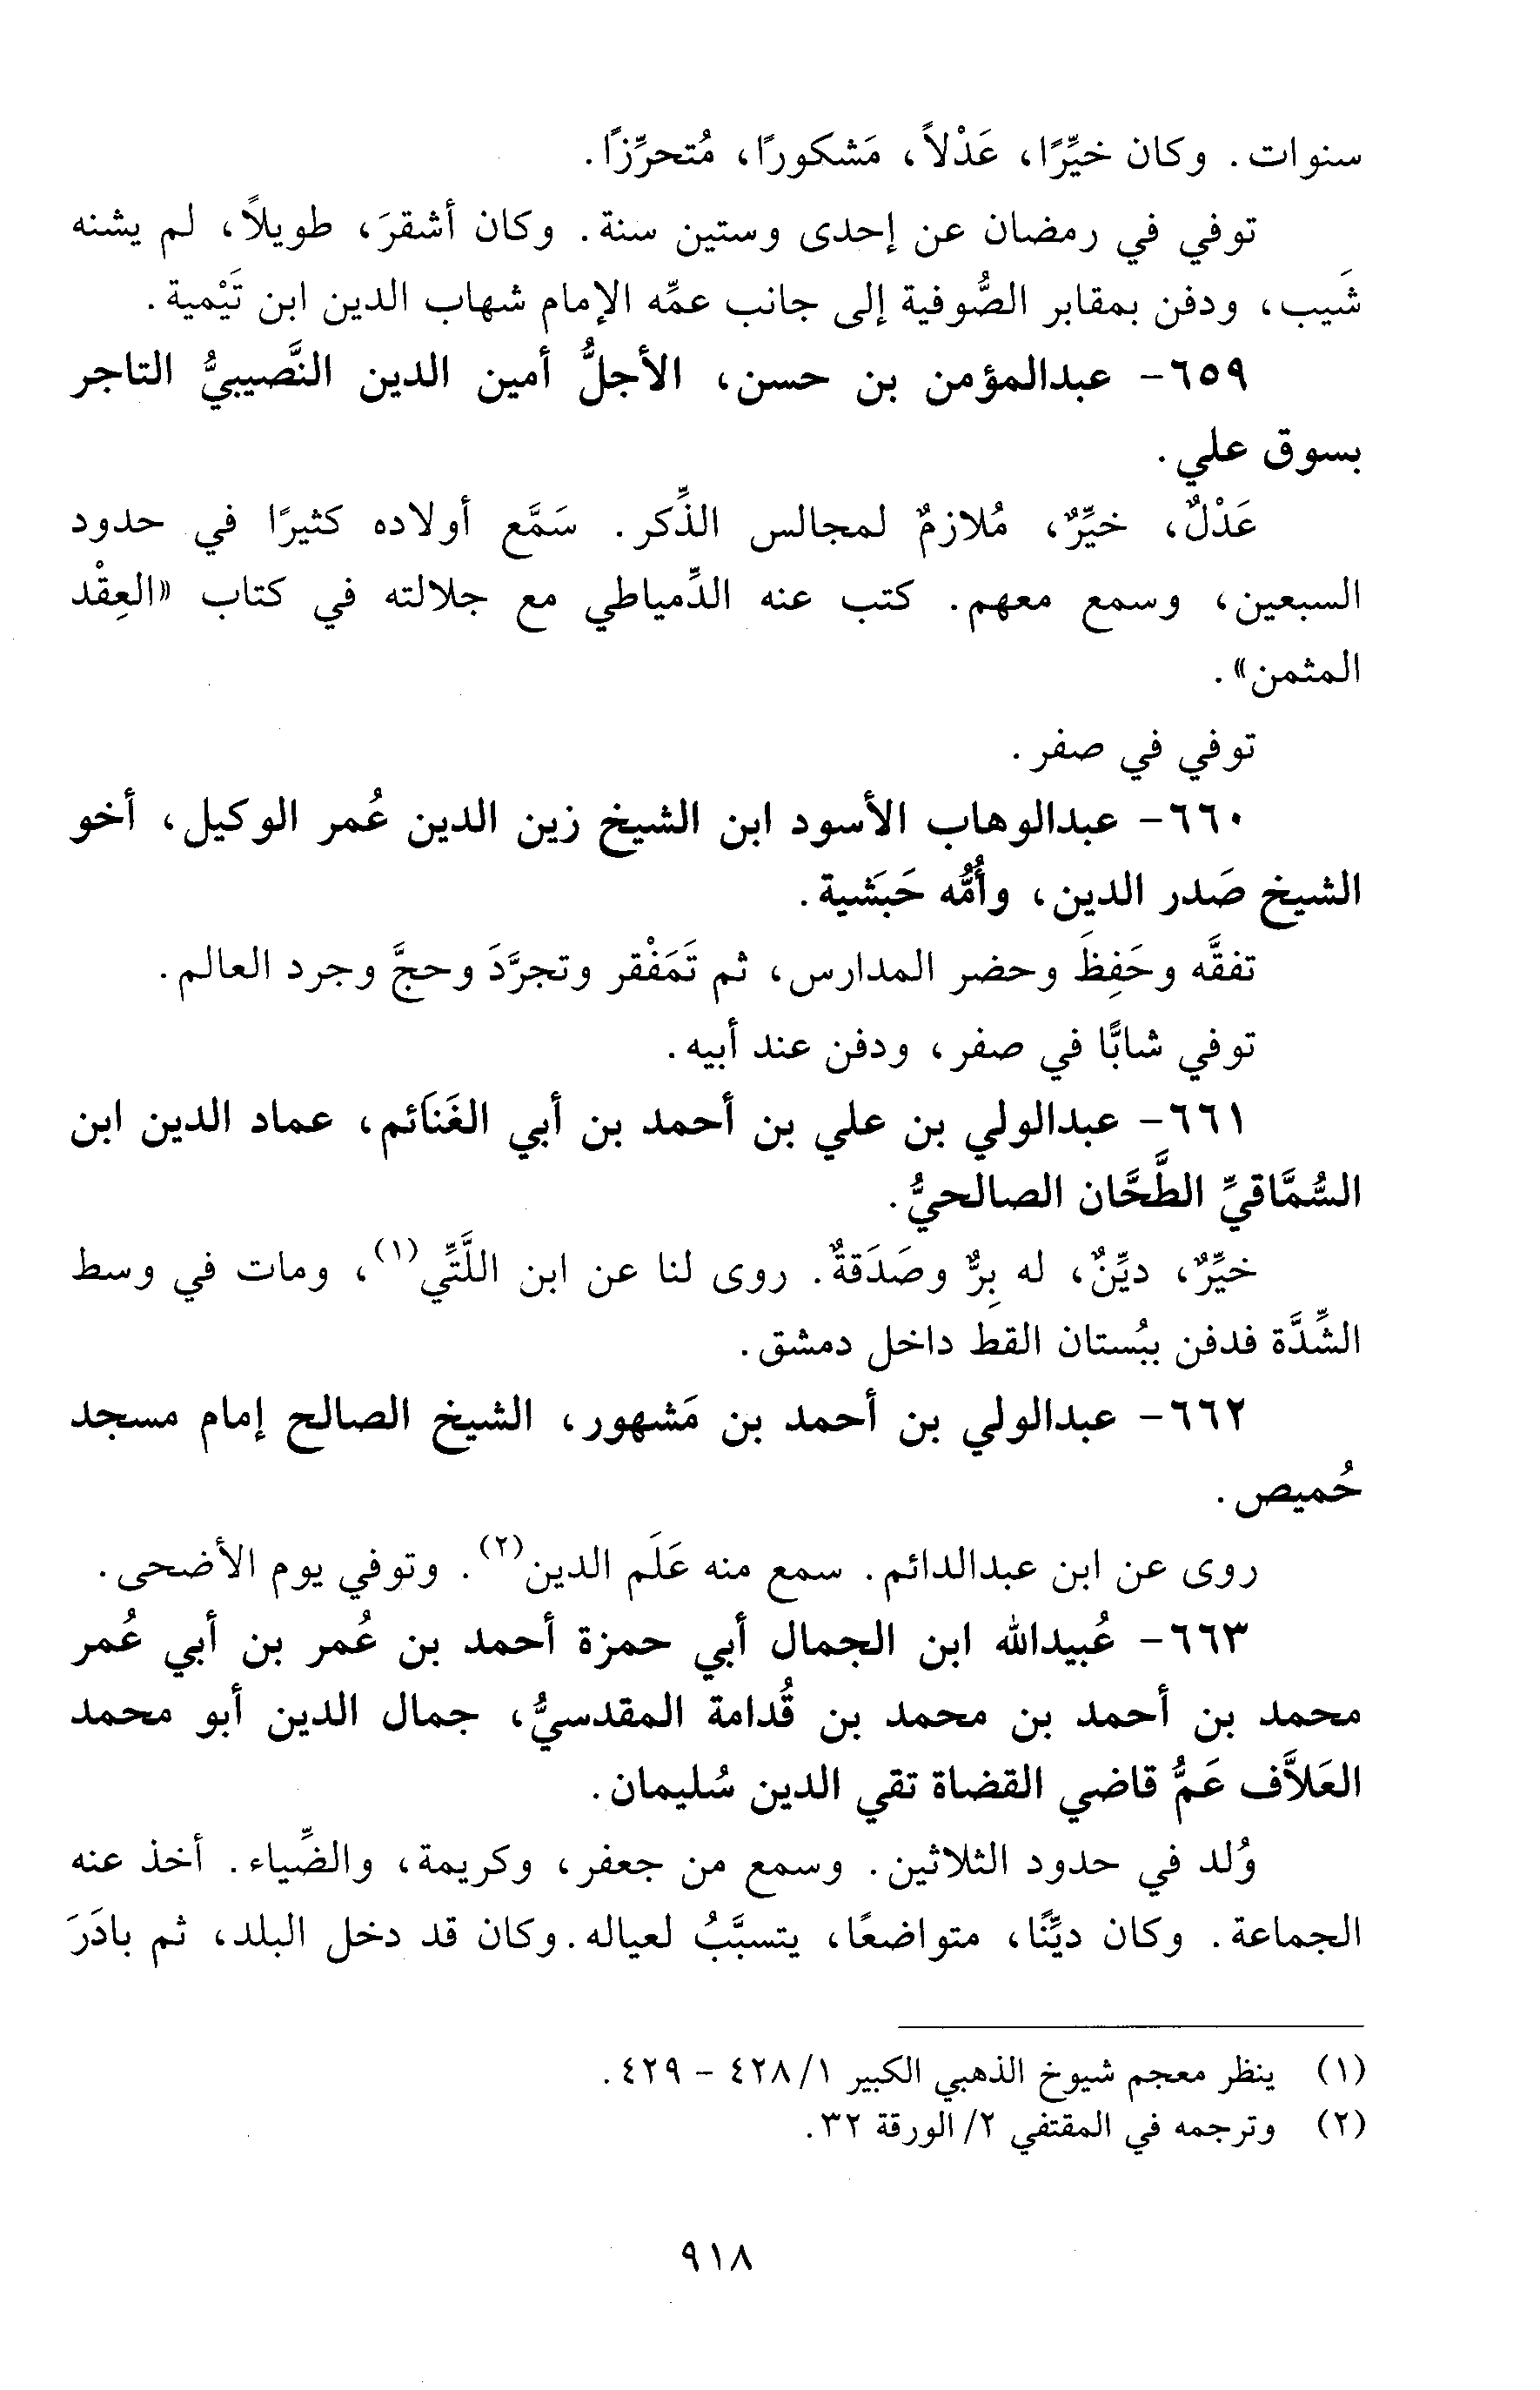 سنوات. وكان خيِّرًا، عَدْلاً، مَشكورًا، مُتحرِّزًا.
توفي في رمضان عن إحدى وستين سنة. وكان أشقرَ، طويلاً، لم يشنه
شَيب، ودفن بمقابر الصُّوفية إلى جانب عمِّه الإمام شهاب الدين ابن تَيْمية.
٦٥٩- عبدالمؤمن بن حسن، الأجلُّ أمين الدين النَّصيبيُّ التاجر
بسوق علي.
عَدْلٌ، خيِّرٌ، مُلازمٌ لمجالس الذِّكر. سَمَّع أولاده كثيرًا في حدود
السبعين، وسمع معهم. كتب عنه الدِّمياطي مع جلالته في كتاب «العِقْد
المثمن».
توفي في صفر.
٦٦٠- عبدالوهاب الأسود ابن الشيخ زين الدين عُمر الوكيل، أخو
الشيخ صَدر الدين، وأُمُّه حَبَشية.
تفقَّه وحَفِظَ وحضر المدارس، ثم تَمَفْقر وتجرَّدَ وحجَّ وجرد العالم.
توفي شابًّا في صفر، ودفن عند أبيه.
٦٦١- عبدالولي بن علي بن أحمد بن أبي الغَنَائم، عماد الدين ابن
السُّمَّاقيِّ الطَّحَّان الصالحيُّ.
خيِّرٌ، ديِّنٌ، له بِرٌّ وصَدَقةٌ. روى لنا عن ابن اللَّتِّي(١)، ومات في وسط
الشِّدَّة فدفن ببُستان القط داخل دمشق.
٦٦٢- عبدالولي بن أحمد بن مَشهور، الشيخ الصالح إمام مسجد
حُميص.
روى عن ابن عبدالدائم. سمع منه عَلَم الدين(٢). وتوفي يوم الأضحى.
٦٦٣- عُبيدالله ابن الجمال أبي حمزة أحمد بن عُمر بن أبي عُمر
محمد بن أحمد بن محمد بن قُدامة المقدسيُّ، جمال الدين أبو محمد
العَلاَّف عَمُّ قاضي القضاة تقي الدين سُليمان.
وُلد في حدود الثلاثين. وسمع من جعفر، وكريمة، والضِّياء. أخذ عنه
الجماعة. وكان ديِّنًا، متواضعًا، يتسبَّبُ لعياله. وكان قد دخل البلد، ثم بادَرَ
(١) ينظر معجم شيوخ الذهبي الكبير ١/ ٤٢٨ - ٤٢٩.
(٢) وترجمه في المقتفي ٢/ الورقة ٣٢.
٩١٨